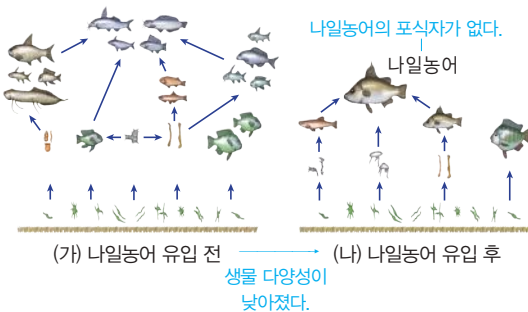 나일농어의 포식자가 없다.
나일농어
(가) 나일농어 유입 전
(나) 나일농어 유입 후
생물 다양성이
낮아졌다.